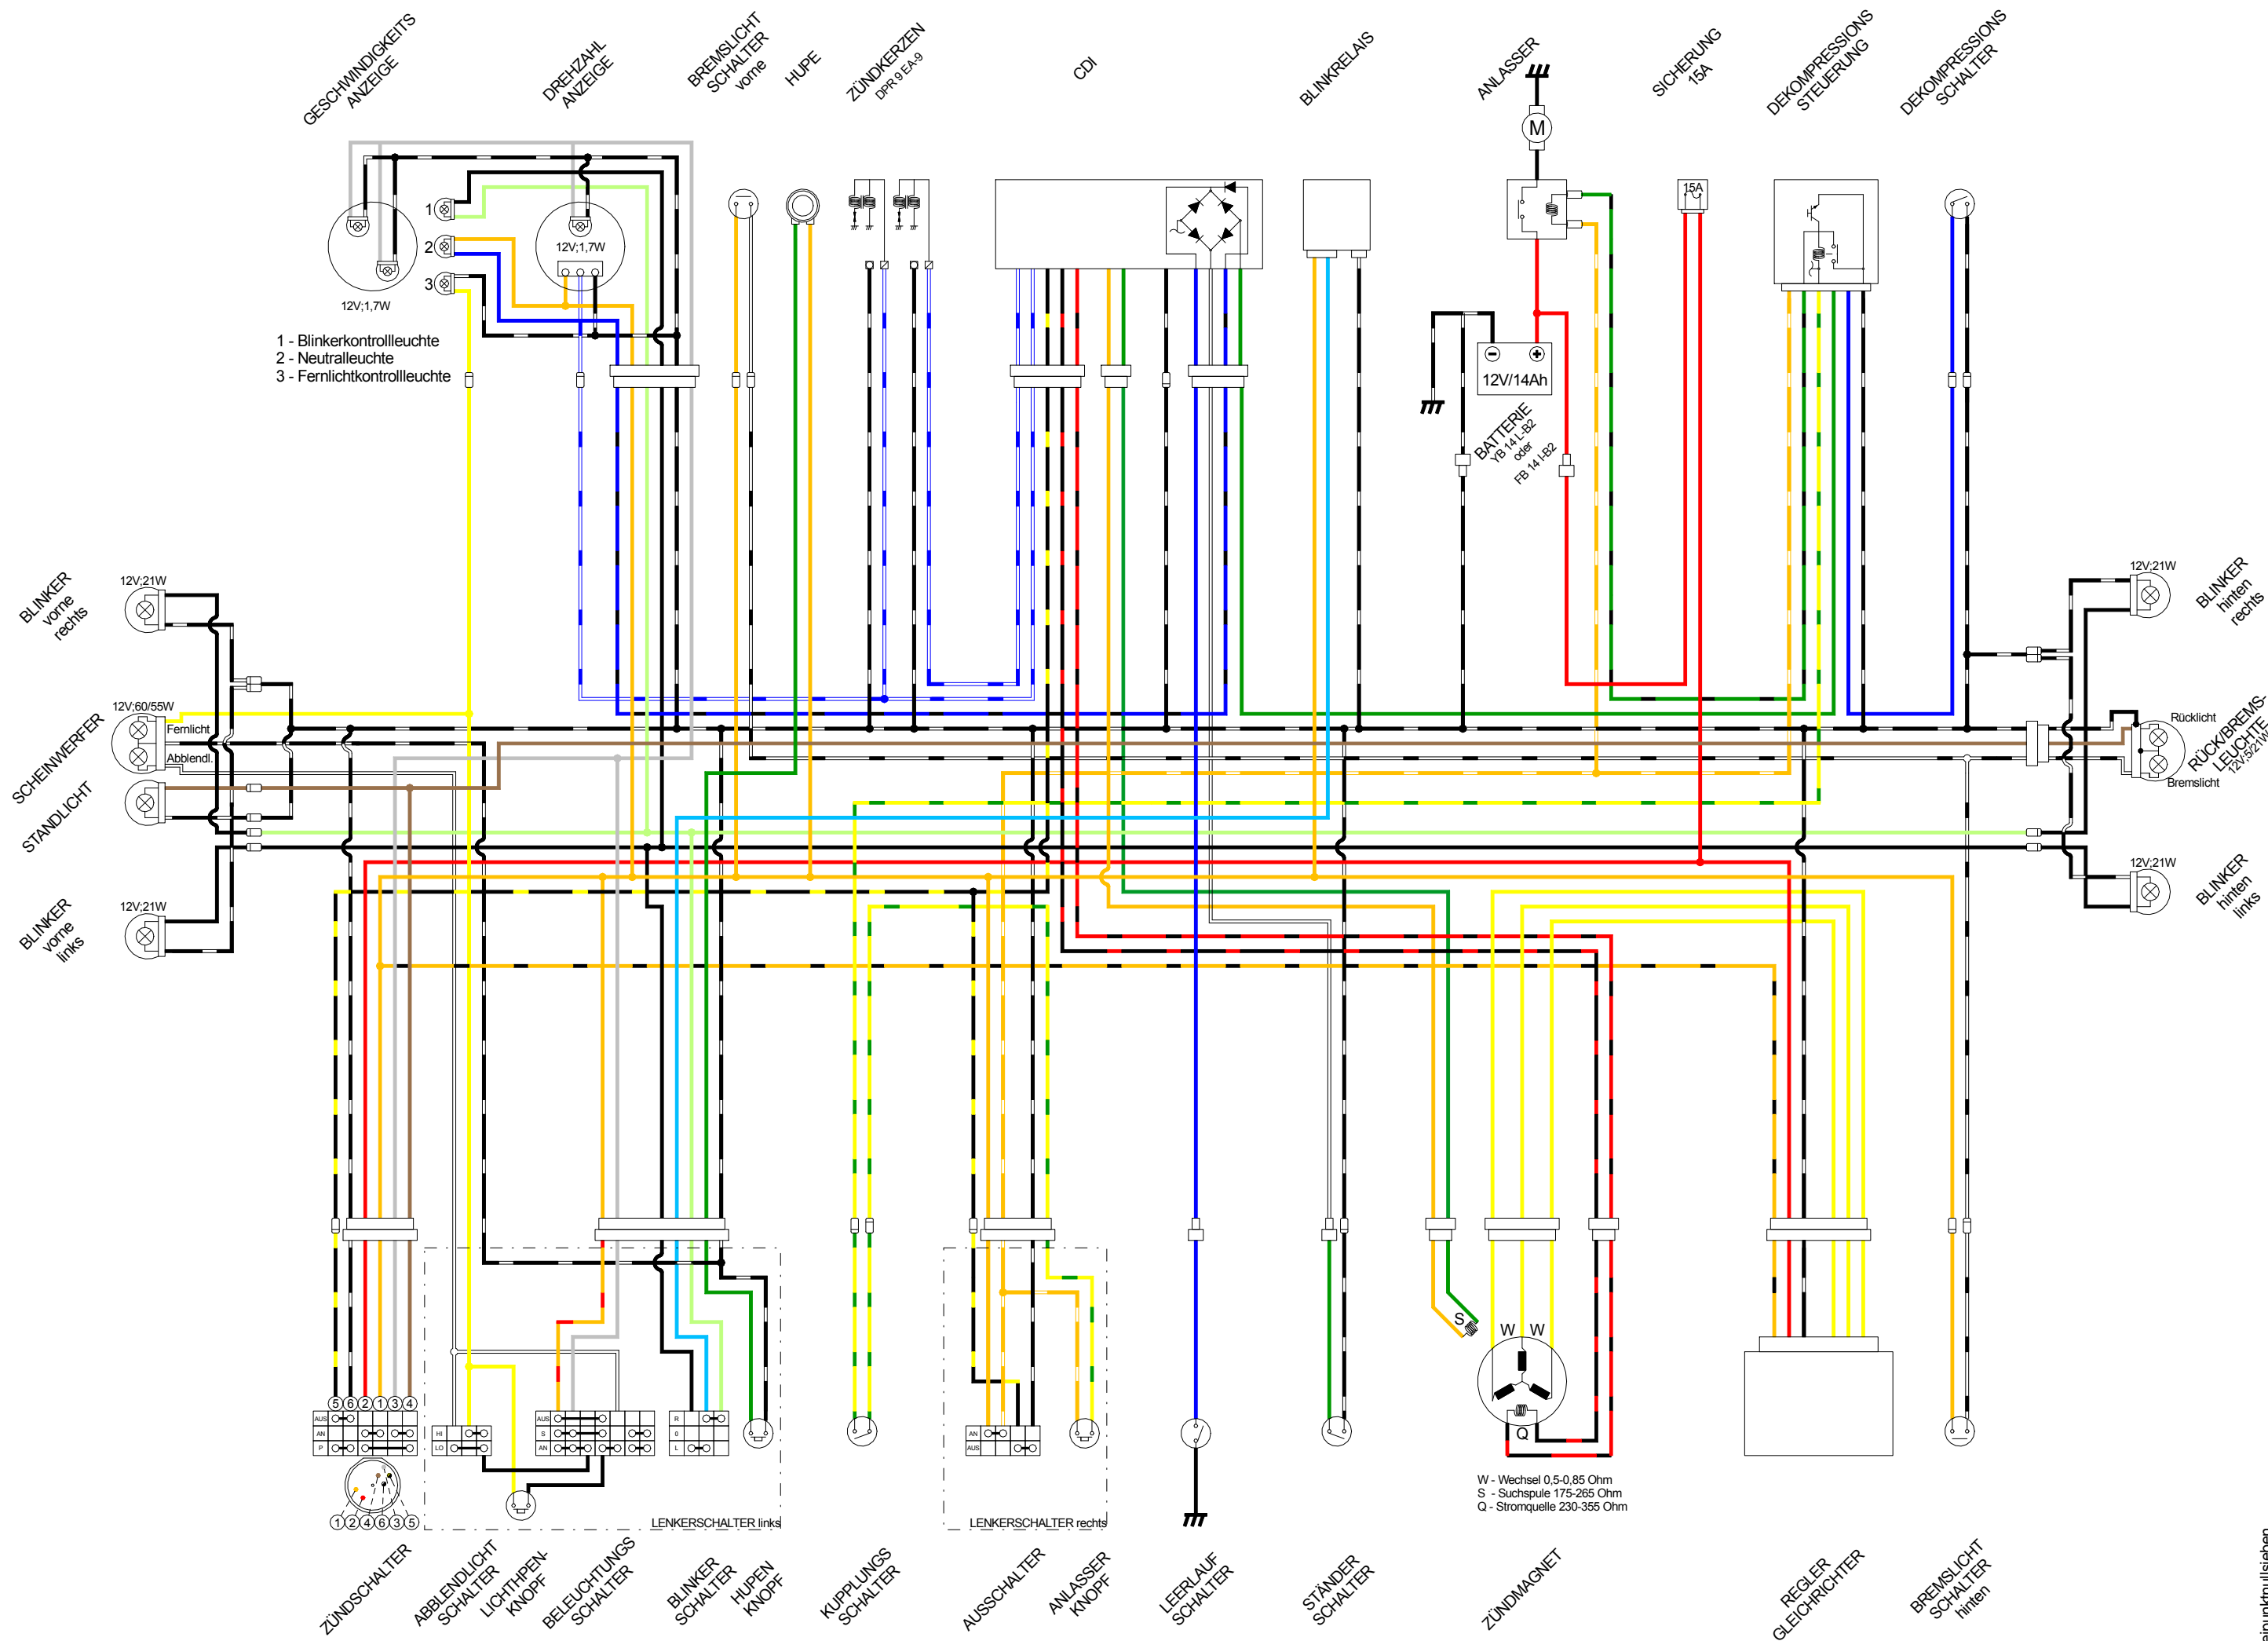 GESCHWINDIGKEITS
ANZEIGE
DREHZAHL
ANZEIGE
BREMSLICHT
SCHALTER
vorne
HUPE
ZÜNDKERZEN
DPR 9 EA-9
CDI
BLINKRELAIS
ANLASSER
SICHERUNG
15A
DEKOMPRESSIONS
STEUERUNG
DEKOMPRESSIONS
SCHALTER
M
15A
1
2
3
12V;1,7W
12V;1,7W
1 - Blinkerkontrollleuchte
2 - Neutralleuchte
3 - Fernlichtkontrollleuchte
12V/14Ah
BATTERIE
YB 14 L-B2
oder
FB 14 l-B2
BLINKER
vorne
rechts
12V;21W
12V;21W
BLINKER
hinten
rechts
SCHEINWERFER
12V;60/55W
Fernlicht
Abblendl.
Rücklicht
Bremslicht
RÜCK/BREMS-
LEUCHTE
12V;5/21W
STANDLICHT
BLINKER
vorne
links
12V;21W
12V;21W
BLINKER
hinten
links
S
W W
Q
5 6 2 1 3 4
AUS
AN
P
HI
LO
AUS
S
AN
R
0
L
AN
AUS
1 2 4 6 3 5
LENKERSCHALTER links
LENKERSCHALTER rechts
W - Wechsel 0,5-0,85 Ohm
S - Suchspule 175-265 Ohm
Q - Stromquelle 230-355 Ohm
ZÜNDSCHALTER
ABBLENDLICHT
SCHALTER
LICHTHPEN-
KNOPF
BELEUCHTUNGS
SCHALTER
BLINKER
SCHALTER
HUPEN
KNOPF
KUPPLUNGS
SCHALTER
AUSSCHALTER
ANLASSER
KNOPF
LEERLAUF
SCHALTER
STÄNDER
SCHALTER
ZÜNDMAGNET
REGLER
GLEICHRICHTER
BREMSLICHT
SCHALTER
hinten